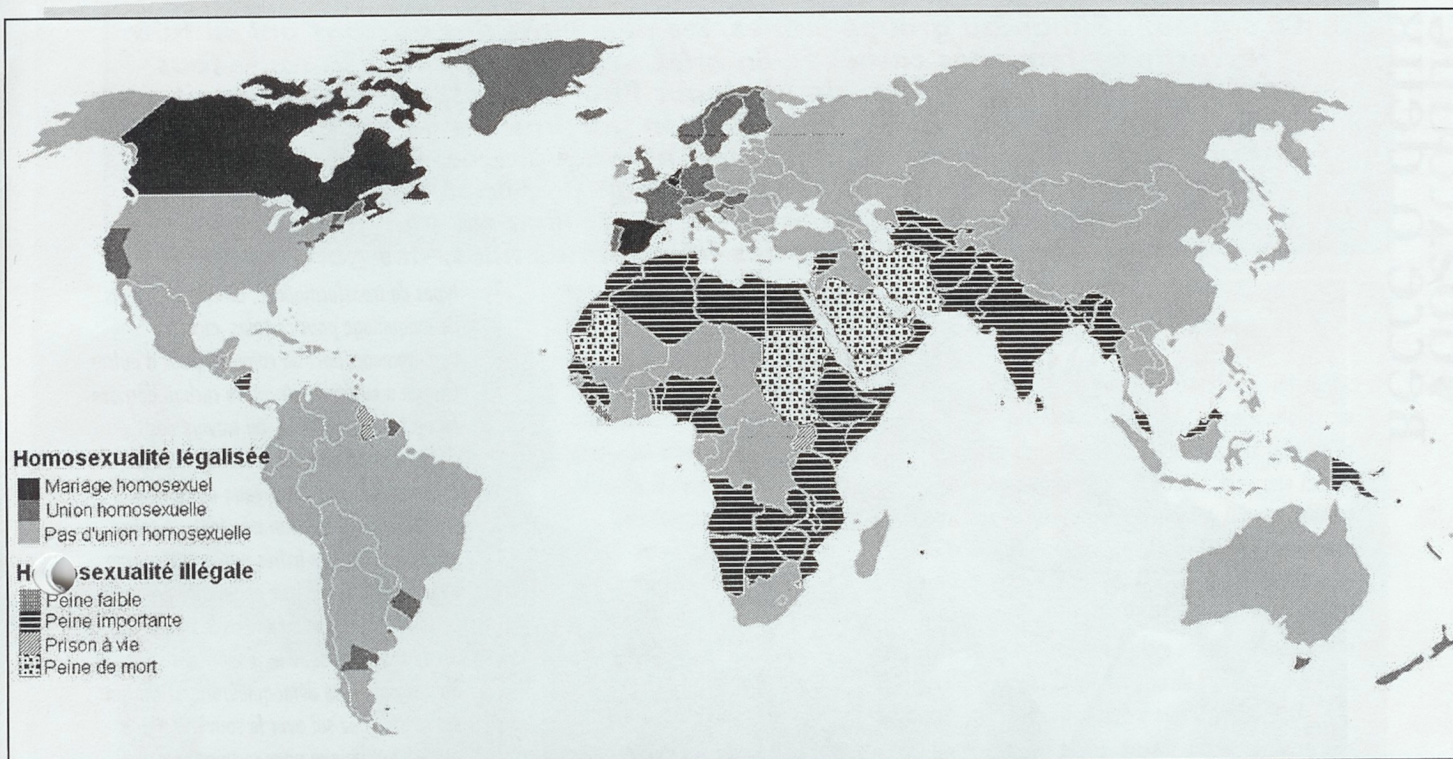 Homosexualité légalisée
Mariage homosexuel
Union homosexuelle
Pas d'union homosexuelle
H sexualité illégale
Peine faible
Peine importante
Prison à vie
Peine de mort